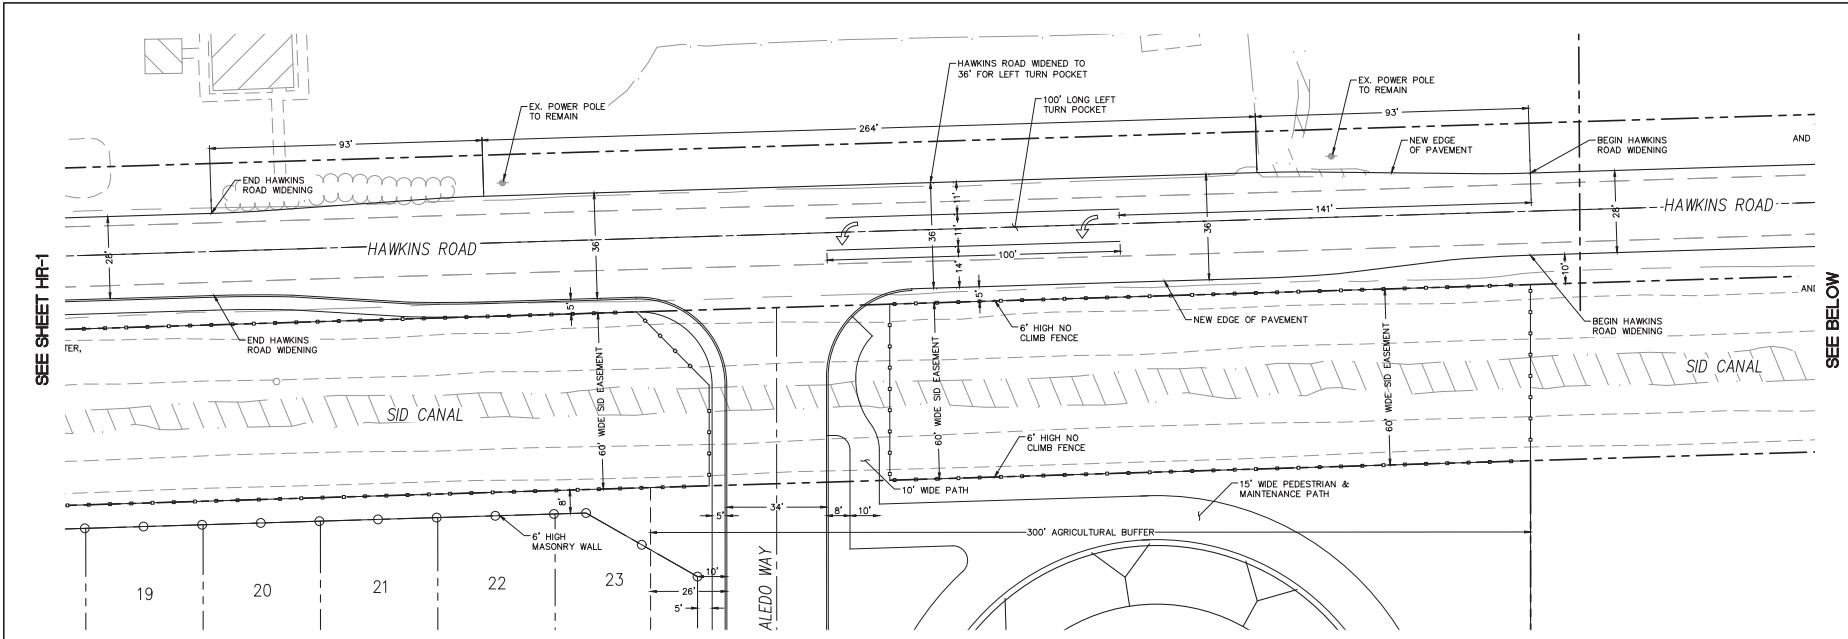 HAWKINS ROAD WIDENED TO
36' FOR LEFT TURN POCKET
EX. POWER POLE
TO REMAIN
100' LONG LEFT
TURN POCKET
EX. POWER POLE
TO REMAIN
93'
264'
93'
NEW EDGE
OF PAVEMENT
BEGIN HAWKINS
ROAD WIDENING
AND
END HAWKINS
ROAD WIDENING
11'
11'
14'
36'
36'
36'
28'
28'
141'
100'
10'
5'
5'
HAWKINS ROAD
HAWKINS ROAD
SEE SHEET HR-1
SEE BELOW
TER,
END HAWKINS
ROAD WIDENING
6' HIGH NO
CLIMB FENCE
NEW EDGE OF PAVEMENT
BEGIN HAWKINS
ROAD WIDENING
60' WIDE SID EASEMENT
60' WIDE SID EASEMENT
60' WIDE SID EASEMENT
SID CANAL
SID CANAL
6' HIGH NO
CLIMB FENCE
10' WIDE PATH
15' WIDE PEDESTRIAN &
MAINTENANCE PATH
8'
5'
34'
8'
10'
300' AGRICULTURAL BUFFER
6' HIGH
MASONRY WALL
10'
26'
5'
19
20
21
22
23
ALEDO WAY